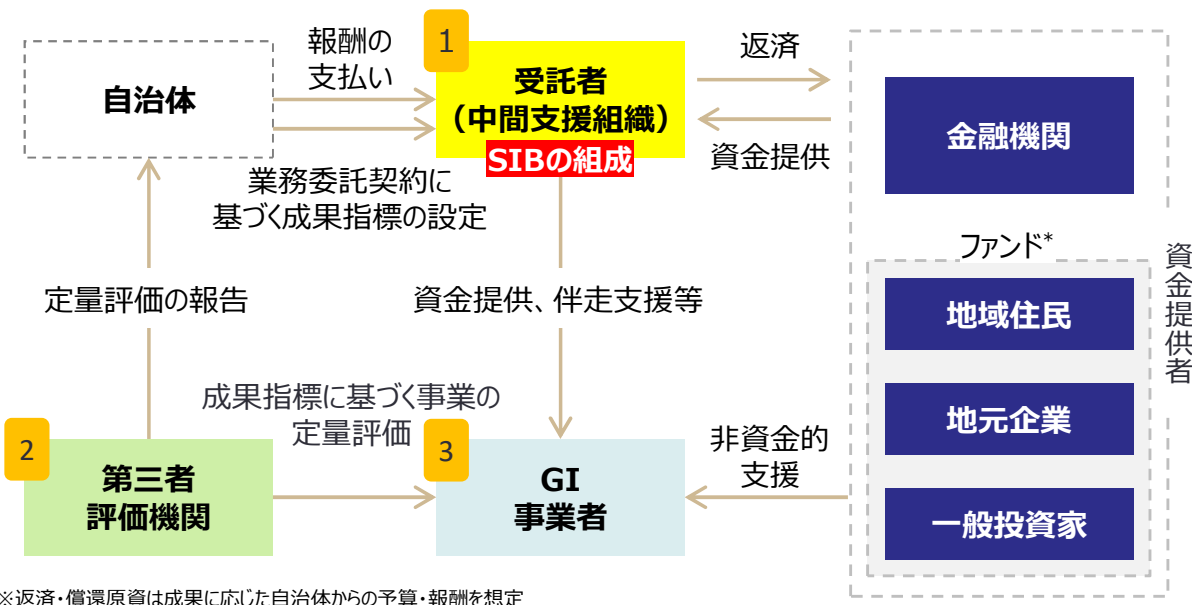 自治体
報酬の
支払い
1
受託者
(中間支援組織)
SIBの組成
返済
資金提供
金融機関
業務委託契約に
基づく成果指標の設定
ファンド*
地域住民
地元企業
一般投資家
資金提供者
定量評価の報告
資金提供、伴走支援等
成果指標に基づく事業の
定量評価
2
第三者
評価機関
3
GI
事業者
非資金的
支援
※返済・償還原資は成果に応じた自治体からの予算・報酬を想定